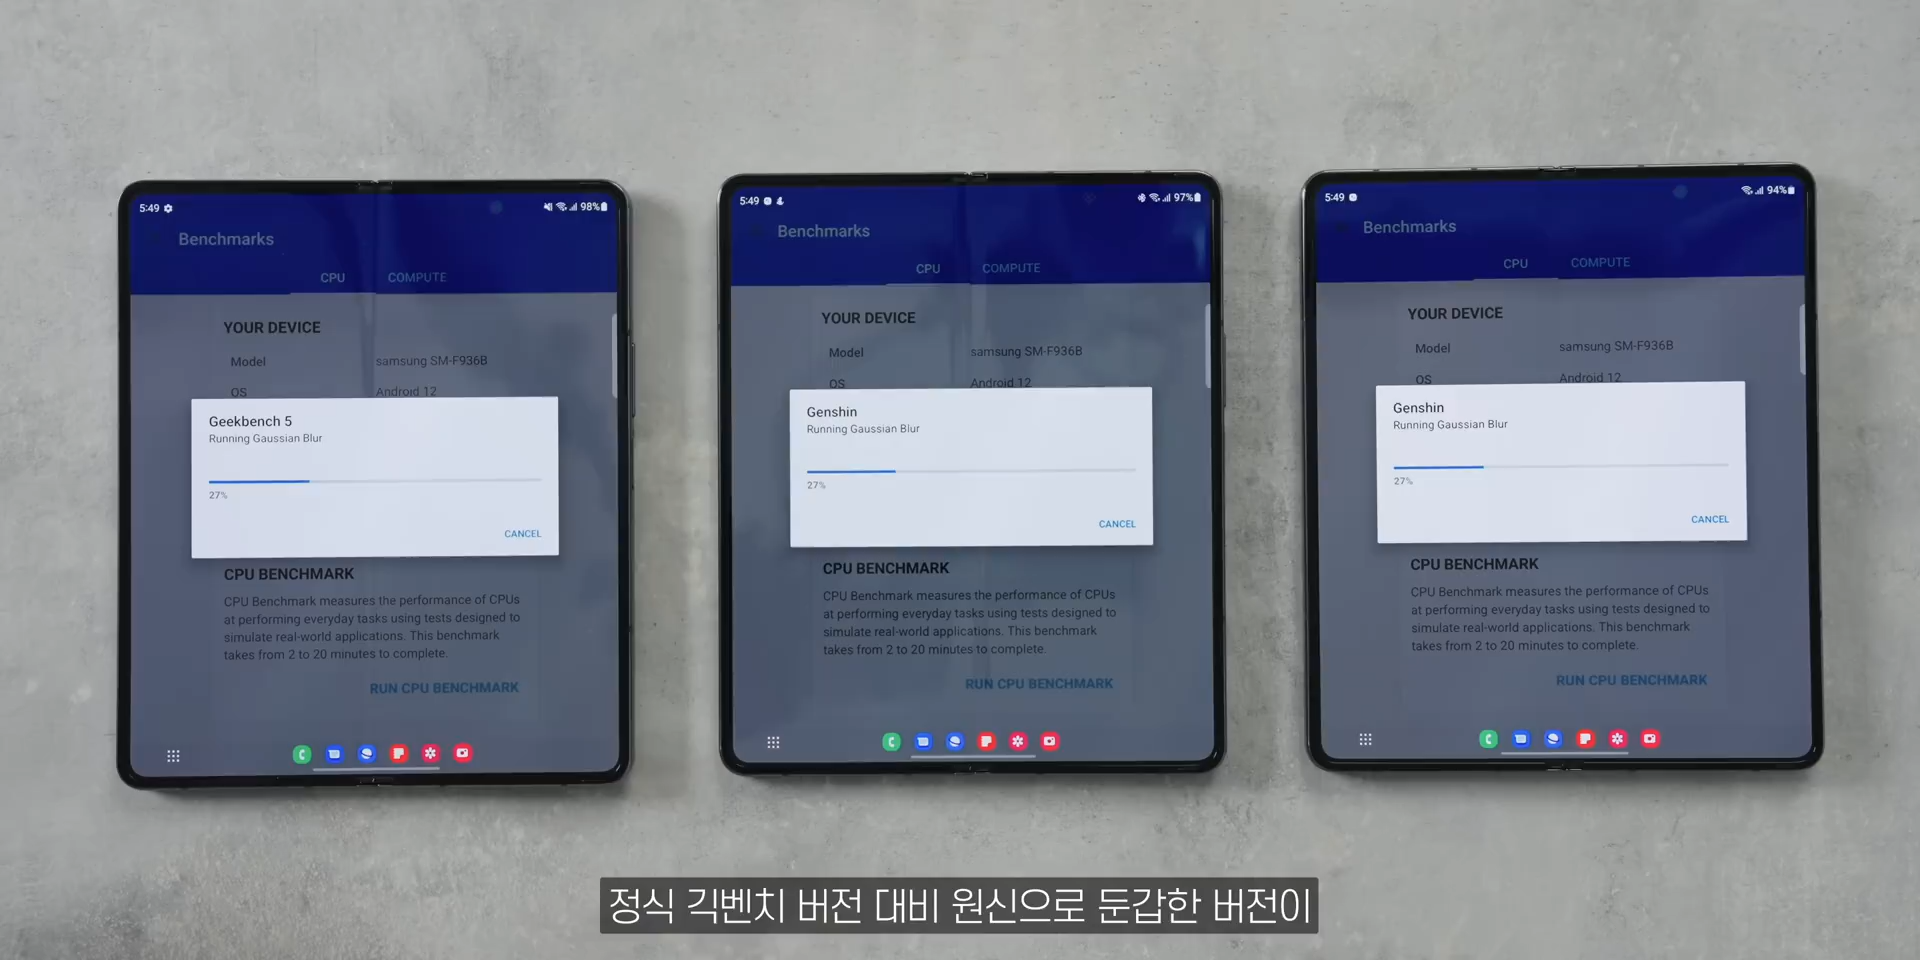 5:49
98%
Benchmarks
CPU
COMPUTE
YOUR DEVICE
Model
samsung SM-F936B
OS
Android 12
Geekbench 5
Running Gaussian Blur
27%
CANCEL
CPU BENCHMARK
CPU Benchmark measures the performance of CPUs
at performing everyday tasks using tests designed to
simulate real-world applications. This benchmark
takes from 2 to 20 minutes to complete.
RUN CPU BENCHMARK
5:49
97%
Benchmarks
CPU
COMPUTE
YOUR DEVICE
Model
samsung SM-F936B
OS
Android 12
Genshin
Running Gaussian Blur
27%
CANCEL
CPU BENCHMARK
CPU Benchmark measures the performance of CPUs
at performing everyday tasks using tests designed to
simulate real-world applications. This benchmark
takes from 2 to 20 minutes to complete.
RUN CPU BENCHMARK
5:49
94%
Benchmarks
CPU
COMPUTE
YOUR DEVICE
Model
samsung SM-F936B
OS
Android 12
Genshin
Running Gaussian Blur
27%
CANCEL
CPU BENCHMARK
CPU Benchmark measures the performance of CPUs
at performing everyday tasks using tests designed to
simulate real-world applications. This benchmark
takes from 2 to 20 minutes to complete.
RUN CPU BENCHMARK
정식 긱벤치 버전 대비 원신으로 둔갑한 버전이